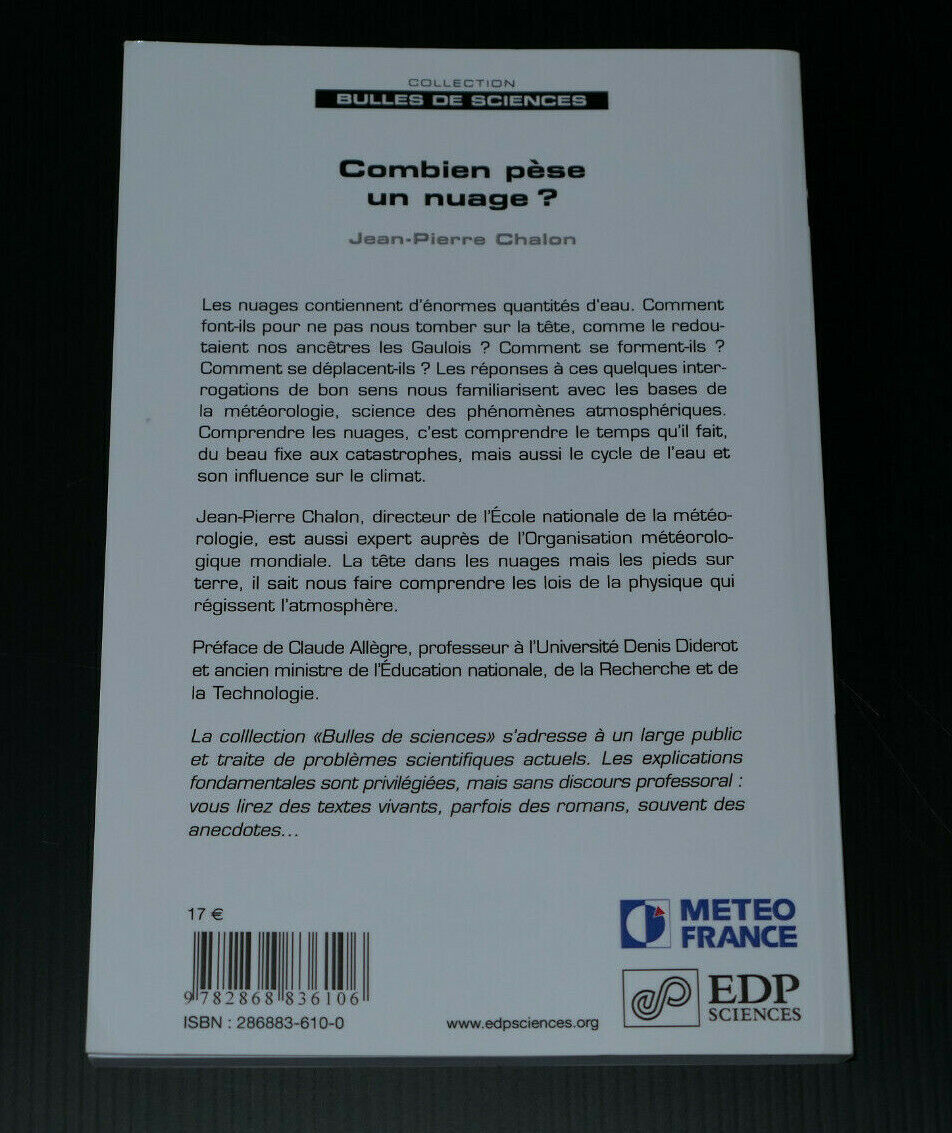 COLLECTION
BULLES DE SCIENCES
Combien pèse
un nuage ?
Jean-Pierre Chalon
Les nuages contiennent d'énormes quantités d'eau. Comment
font-ils pour ne pas nous tomber sur la tête, comme le redou-
taient nos ancêtres les Gaulois ? Comment se forment-ils ?
Comment se déplacent-ils ? Les réponses à ces quelques inter-
rogations de bon sens nous familiarisent avec les bases de
la météorologie, science des phénomènes atmosphériques.
Comprendre les nuages, c'est comprendre le temps qu'il fait,
du beau fixe aux catastrophes, mais aussi le cycle de l'eau et
son influence sur le climat.
Jean-Pierre Chalon, directeur de l'École nationale de la météo-
rologie, est aussi expert auprès de l'Organisation météorolo-
gique mondiale. La tête dans les nuages mais les pieds sur
terre, il sait nous faire comprendre les lois de la physique qui
régissent l'atmosphère.
Préface de Claude Allègre, professeur à l'Université Denis Diderot
et ancien ministre de l'Éducation nationale, de la Recherche et de
la Technologie.
La colllection «Bulles de sciences» s'adresse à un large public
et traite de problèmes scientifiques actuels. Les explications
fondamentales sont privilégiées, mais sans discours professoral :
vous lirez des textes vivants, parfois des romans, souvent des
anecdotes...
17 €
9 782868 836106
ISBN : 286883-610-0
www.edpsciences.org
METEO
FRANCE
EDP
SCIENCES